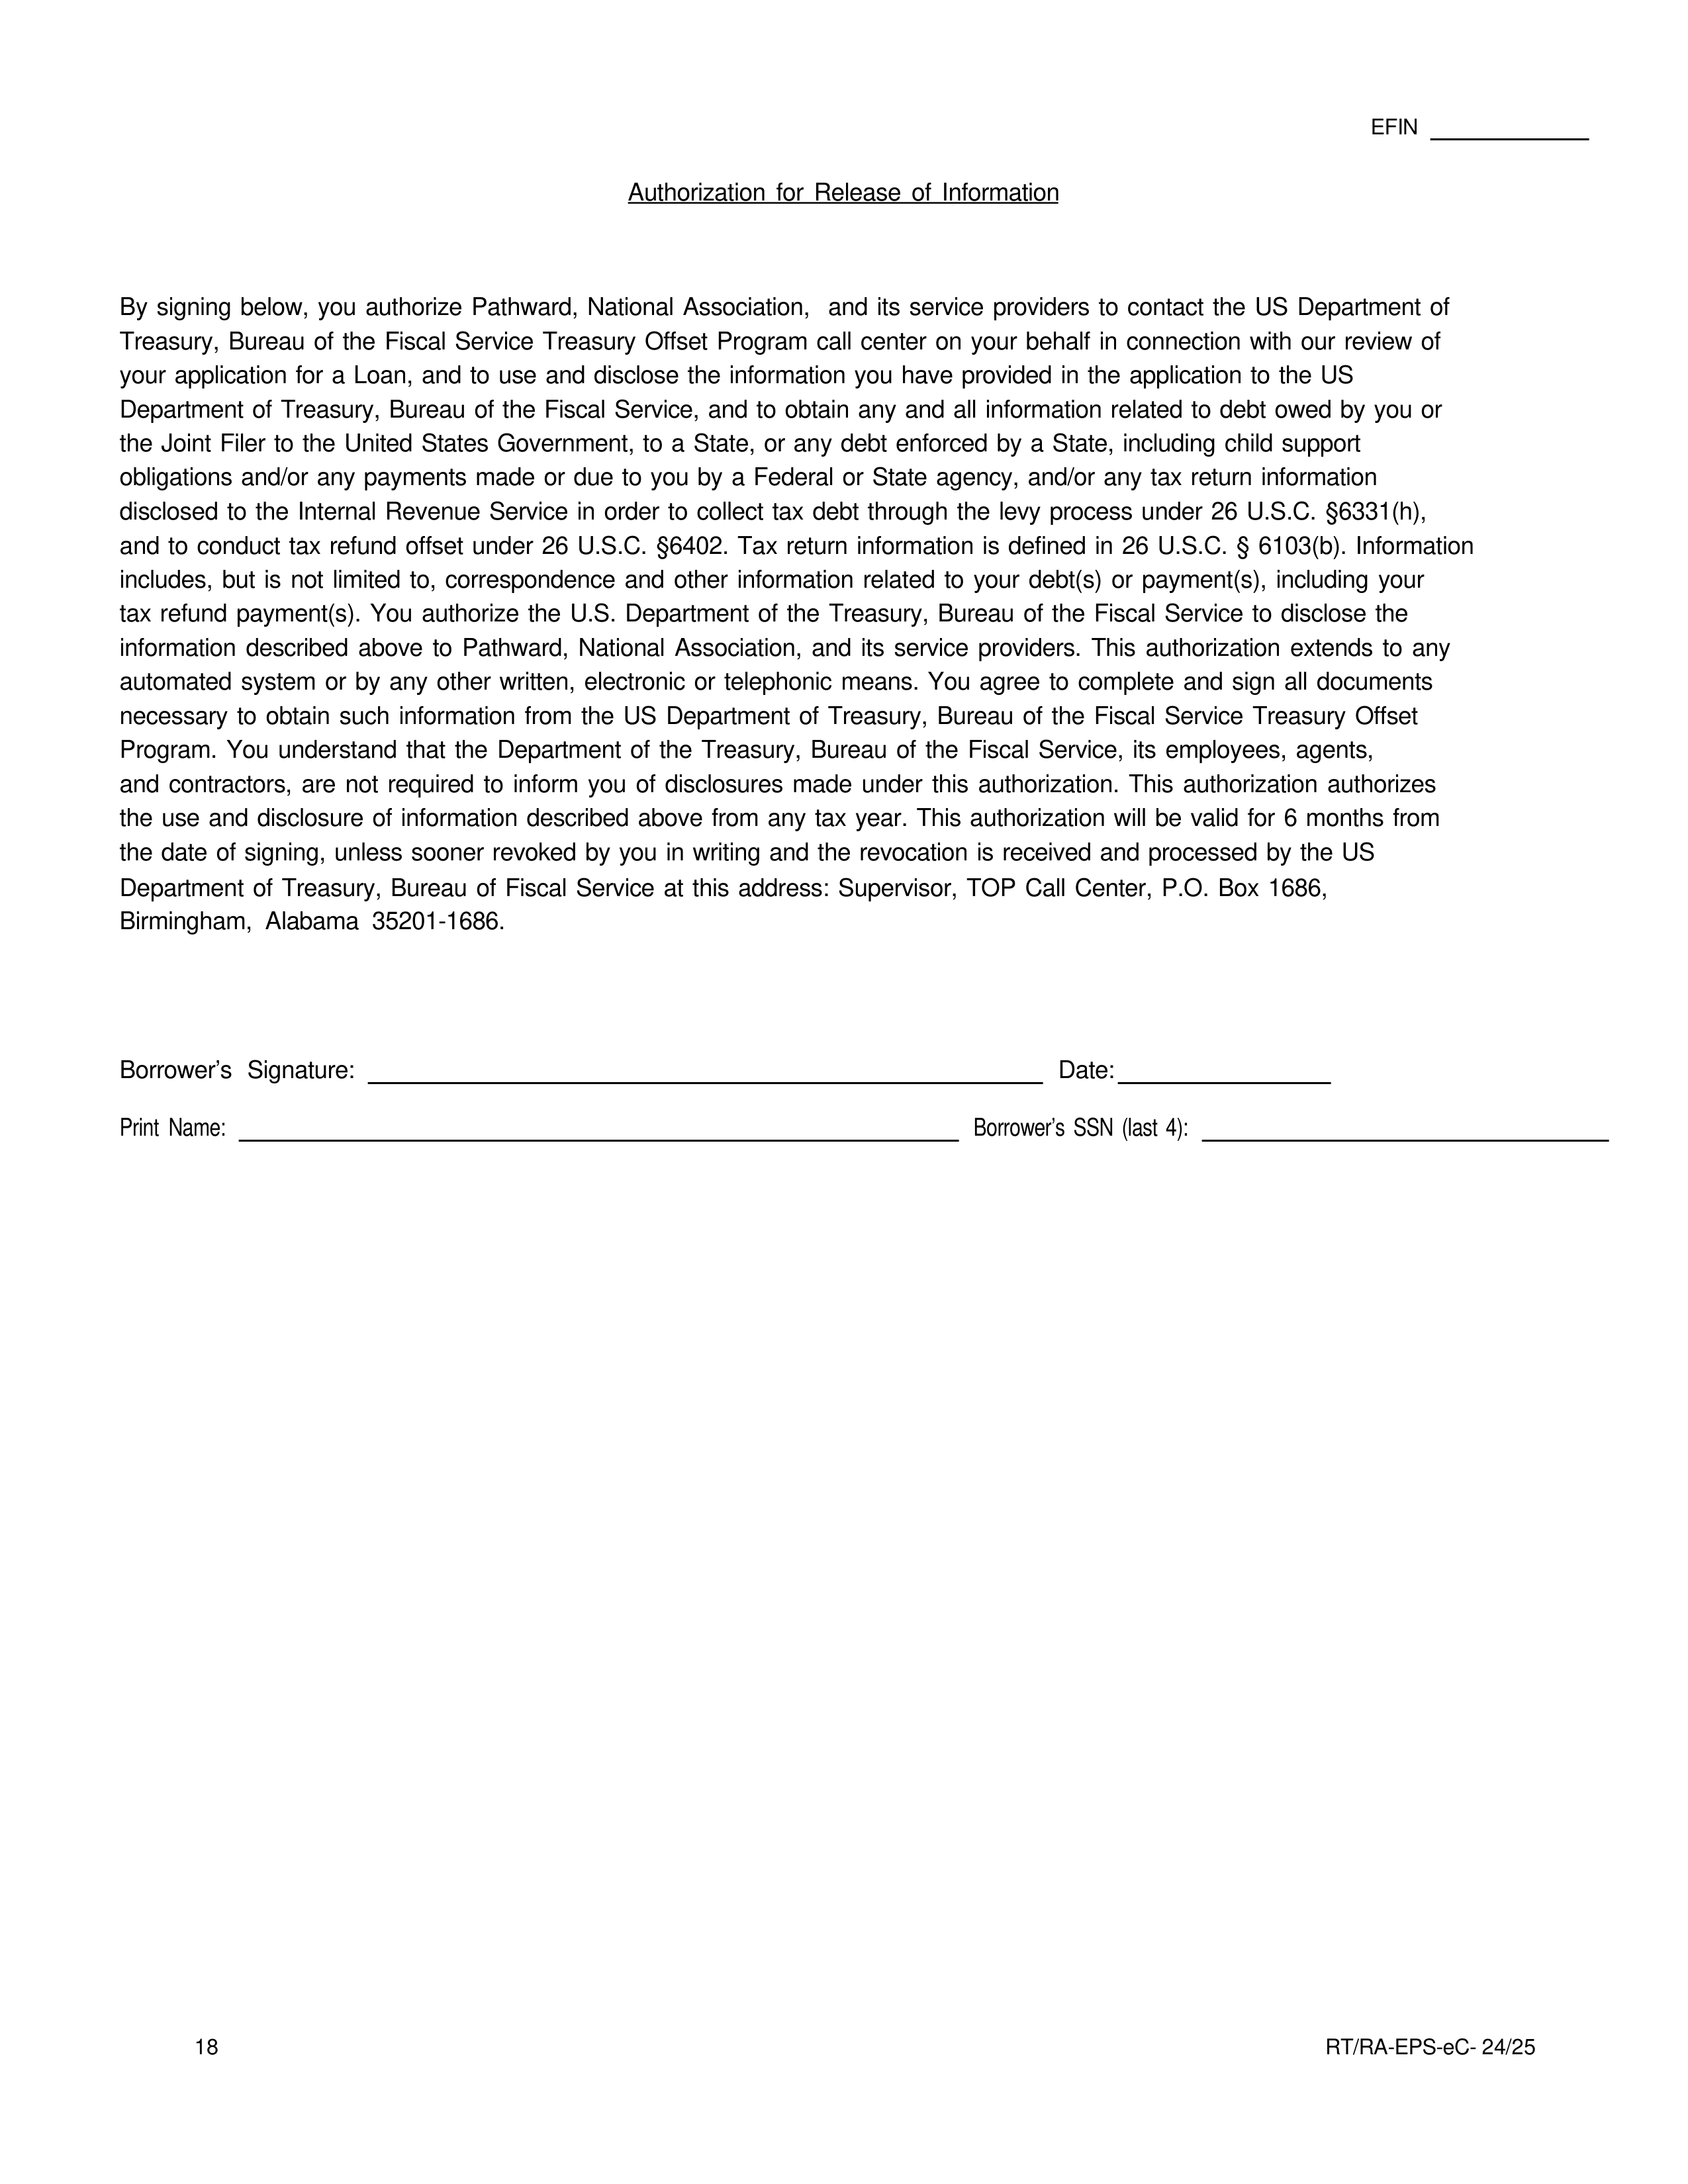 EFIN
Authorization for Release of Information
By signing below, you authorize Pathward, National Association, and its service providers to contact the US Department of
Treasury, Bureau of the Fiscal Service Treasury Offset Program call center on your behalf in connection with our review of
your application for a Loan, and to use and disclose the information you have provided in the application to the US
Department of Treasury, Bureau of the Fiscal Service, and to obtain any and all information related to debt owed by you or
the Joint Filer to the United States Government, to a State, or any debt enforced by a State, including child support
obligations and/or any payments made or due to you by a Federal or State agency, and/or any tax return information
disclosed to the Internal Revenue Service in order to collect tax debt through the levy process under 26 U.S.C. §6331(h),
and to conduct tax refund offset under 26 U.S.C. §6402. Tax return information is defined in 26 U.S.C. § 6103(b). Information
includes, but is not limited to, correspondence and other information related to your debt(s) or payment(s), including your
tax refund payment(s). You authorize the U.S. Department of the Treasury, Bureau of the Fiscal Service to disclose the
information described above to Pathward, National Association, and its service providers. This authorization extends to any
automated system or by any other written, electronic or telephonic means. You agree to complete and sign all documents
necessary to obtain such information from the US Department of Treasury, Bureau of the Fiscal Service Treasury Offset
Program. You understand that the Department of the Treasury, Bureau of the Fiscal Service, its employees, agents,
and contractors, are not required to inform you of disclosures made under this authorization. This authorization authorizes
the use and disclosure of information described above from any tax year. This authorization will be valid for 6 months from
the date of signing, unless sooner revoked by you in writing and the revocation is received and processed by the US
Department of Treasury, Bureau of Fiscal Service at this address: Supervisor, TOP Call Center, P.O. Box 1686,
Birmingham, Alabama 35201-1686.
Borrower’s Signature: Date:
Print Name: Borrower’s SSN (last 4):
18 RT/RA-EPS-eC- 24/25